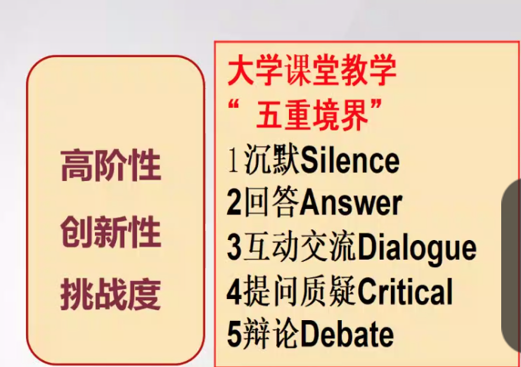 高阶性
创新性
挑战度
大学课堂教学
“五重境界”
1沉默Silence
2回答Answer
3互动交流Dialogue
4提问质疑Critical
5辩论Debate